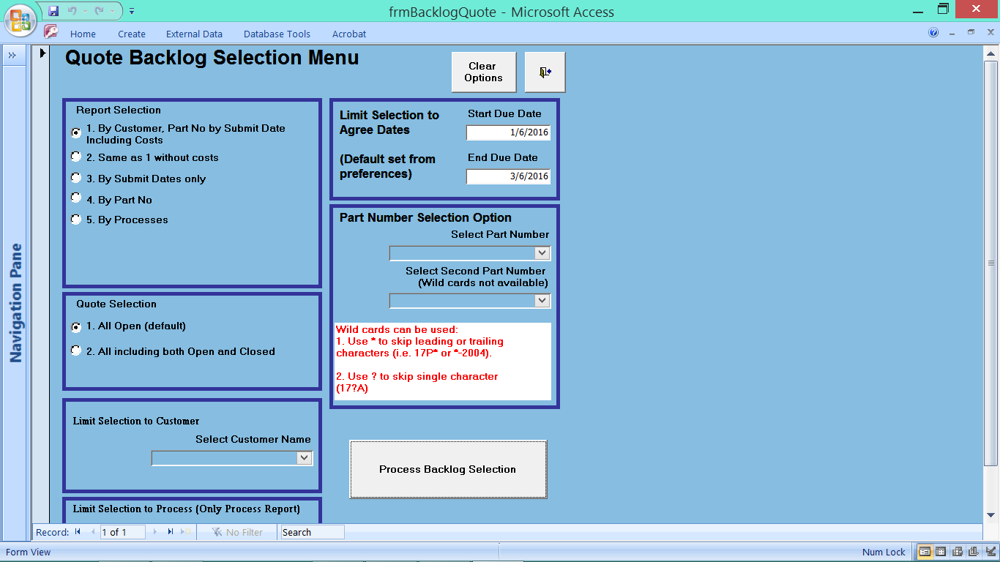 frmBacklogQuote - Microsoft Access
Home Create External Data Database Tools Acrobat
Quote Backlog Selection Menu
Clear
Options
Report Selection
1. By Customer, Part No by Submit Date
Including Costs
2. Same as 1 without costs
3. By Submit Dates only
4. By Part No
5. By Processes
Limit Selection to
Agree Dates
(Default set from
preferences)
Start Due Date
1/6/2016
End Due Date
3/6/2016
Part Number Selection Option
Select Part Number
Select Second Part Number
(Wild cards not available)
Wild cards can be used:
1. Use * to skip leading or trailing
characters (i.e. 17P* or *-2004).
2. Use ? to skip single character
(17?A)
Quote Selection
1. All Open (default)
2. All including both Open and Closed
Limit Selection to Customer
Select Customer Name
Process Backlog Selection
Limit Selection to Process (Only Process Report)
Navigation Pane
Record: 1 of 1 No Filter Search
Form View Num Lock